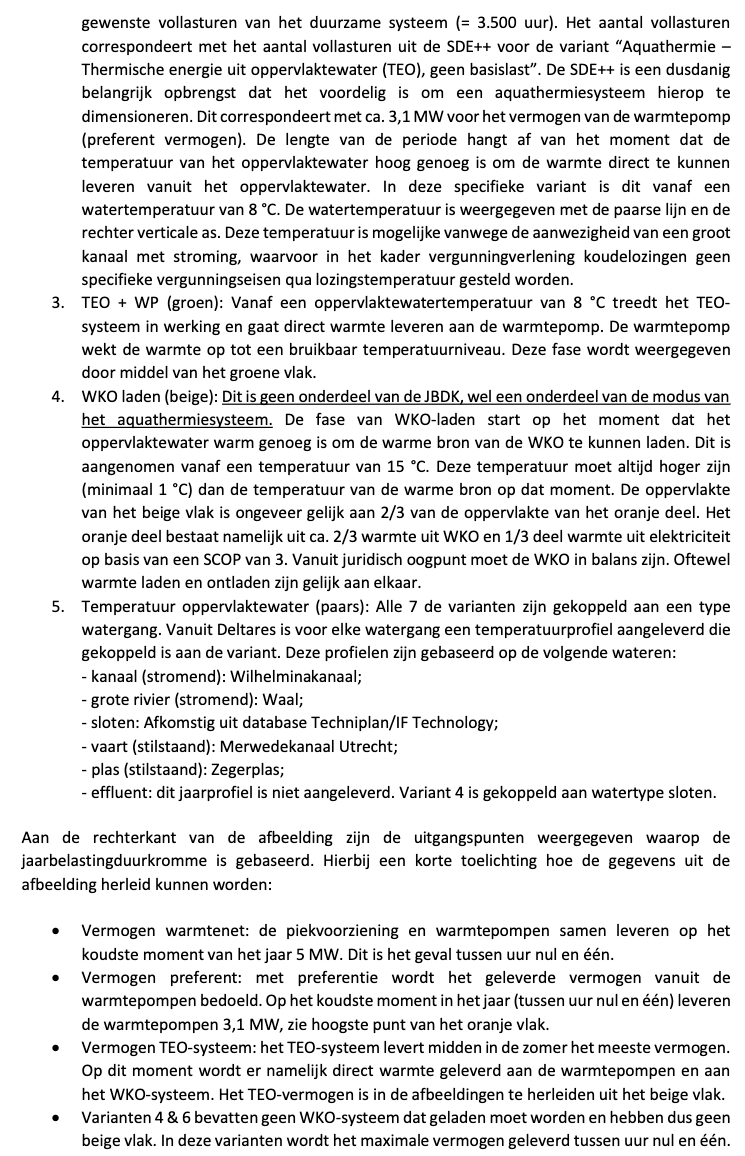 gewenste vollasturen van het duurzame systeem (= 3.500 uur). Het aantal vollasturen
correspondeert met het aantal vollasturen uit de SDE++ voor de variant “Aquathermie –
Thermische energie uit oppervlaktewater (TEO), geen basislast”. De SDE++ is een dusdanig
belangrijk opbrengst dat het voordelig is om een aquathermiesysteem hierop te
dimensioneren. Dit correspondeert met ca. 3,1 MW voor het vermogen van de warmtepomp
(preferent vermogen). De lengte van de periode hangt af van het moment dat de
temperatuur van het oppervlaktewater hoog genoeg is om de warmte direct te kunnen
leveren vanuit het oppervlaktewater. In deze specifieke variant is dit vanaf een
watertemperatuur van 8 °C. De watertemperatuur is weergegeven met de paarse lijn en de
rechter verticale as. Deze temperatuur is mogelijke vanwege de aanwezigheid van een groot
kanaal met stroming, waarvoor in het kader vergunningverlening koudelozingen geen
specifieke vergunningseisen qua lozingstemperatuur gesteld worden.
3. TEO + WP (groen): Vanaf een oppervlaktewatertemperatuur van 8 °C treedt het TEO-
systeem in werking en gaat direct warmte leveren aan de warmtepomp. De warmtepomp
wekt de warmte op tot een bruikbaar temperatuurniveau. Deze fase wordt weergegeven
door middel van het groene vlak.
4. WKO laden (beige): Dit is geen onderdeel van de JBDK, wel een onderdeel van de modus van
het aquathermiesysteem. De fase van WKO-laden start op het moment dat het
oppervlaktewater warm genoeg is om de warme bron van de WKO te kunnen laden. Dit is
aangenomen vanaf een temperatuur van 15 °C. Deze temperatuur moet altijd hoger zijn
(minimaal 1 °C) dan de temperatuur van de warme bron op dat moment. De oppervlakte
van het beige vlak is ongeveer gelijk aan 2/3 van de oppervlakte van het oranje deel. Het
oranje deel bestaat namelijk uit ca. 2/3 warmte uit WKO en 1/3 deel warmte uit elektriciteit
op basis van een SCOP van 3. Vanuit juridisch oogpunt moet de WKO in balans zijn. Oftewel
warmte laden en ontladen zijn gelijk aan elkaar.
5. Temperatuur oppervlaktewater (paars): Alle 7 de varianten zijn gekoppeld aan een type
watergang. Vanuit Deltares is voor elke watergang een temperatuurprofiel aangeleverd die
gekoppeld is aan de variant. Deze profielen zijn gebaseerd op de volgende wateren:
- kanaal (stromend): Wilhelminakanaal;
- grote rivier (stromend): Waal;
- sloten: Afkomstig uit database Techniplan/IF Technology;
- vaart (stilstaand): Merwedekanaal Utrecht;
- plas (stilstaand): Zegerplas;
- effluent: dit jaarprofiel is niet aangeleverd. Variant 4 is gekoppeld aan watertype sloten.
Aan de rechterkant van de afbeelding zijn de uitgangspunten weergegeven waarop de
jaarbelastingduurkromme is gebaseerd. Hierbij een korte toelichting hoe de gegevens uit de
afbeelding herleid kunnen worden:
• Vermogen warmtenet: de piekvoorziening en warmtepompen samen leveren op het
koudste moment van het jaar 5 MW. Dit is het geval tussen uur nul en één.
• Vermogen preferent: met preferentie wordt het geleverde vermogen vanuit de
warmtepompen bedoeld. Op het koudste moment in het jaar (tussen uur nul en één) leveren
de warmtepompen 3,1 MW, zie hoogste punt van het oranje vlak.
• Vermogen TEO-systeem: het TEO-systeem levert midden in de zomer het meeste vermogen.
Op dit moment wordt er namelijk direct warmte geleverd aan de warmtepompen en aan
het WKO-systeem. Het TEO-vermogen is in de afbeeldingen te herleiden uit het beige vlak.
• Varianten 4 & 6 bevatten geen WKO-systeem dat geladen moet worden en hebben dus geen
beige vlak. In deze varianten wordt het maximale vermogen geleverd tussen uur nul en één.